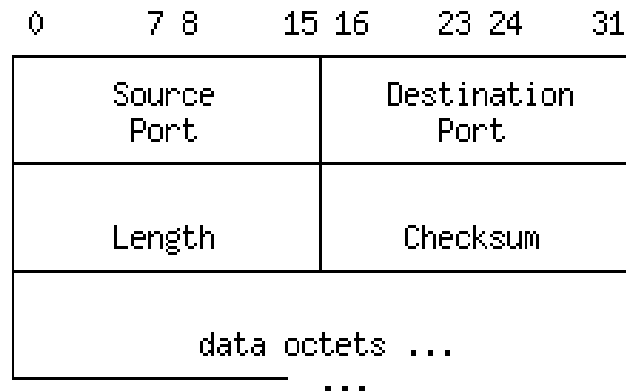 0 7 8 15 16 23 24 31
Source Destination
Port Port
Length Checksum
data octets ...
...